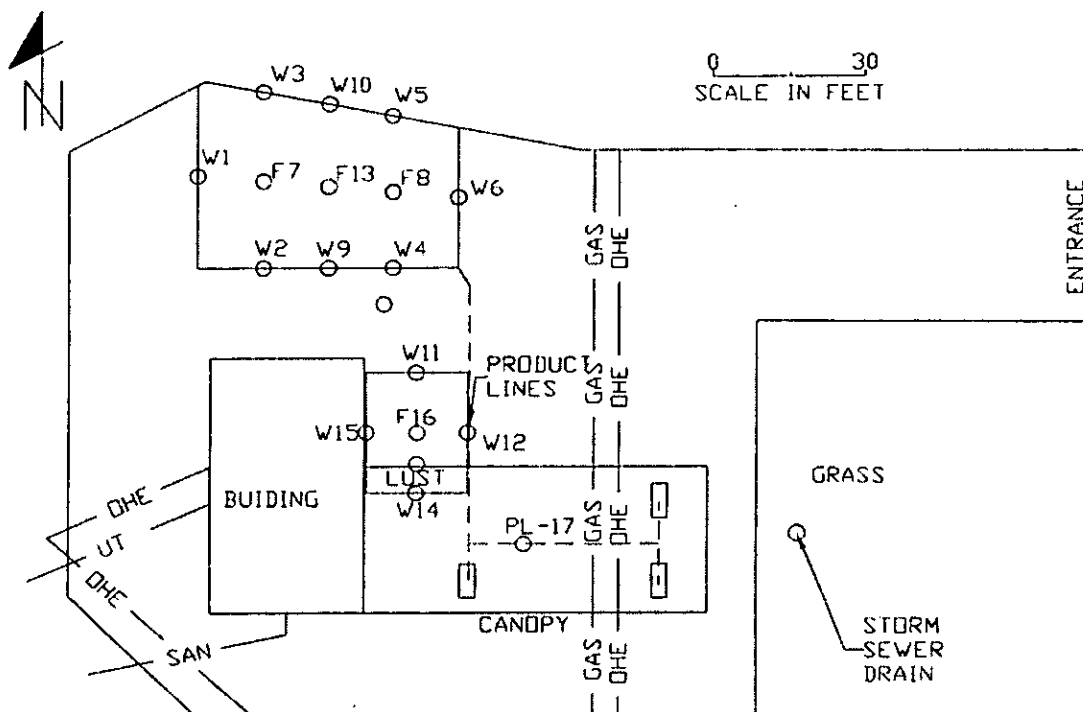 N
0 30
SCALE IN FEET
W3
W10
W5
W1
F7
F13
F8
W6
W2
W9
W4
GAS
OHE
ENTRANCE
W11
PRODUCT
LINES
GAS
OHE
W15
F16
W12
LUST
W14
BUIDING
GRASS
OHE
UT
OHE
PL-17
GAS
OHE
CANOPY
SAN
GAS
OHE
STORM
SEWER
DRAIN